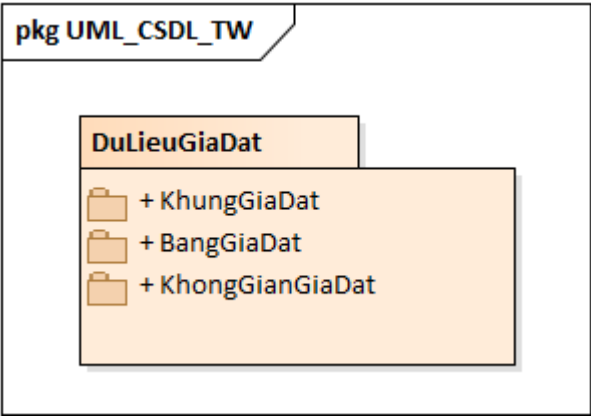 pkg UML_CSDL_TW
DuLieuGiaDat
+ KhungGiaDat
+ BangGiaDat
+ KhongGianGiaDat